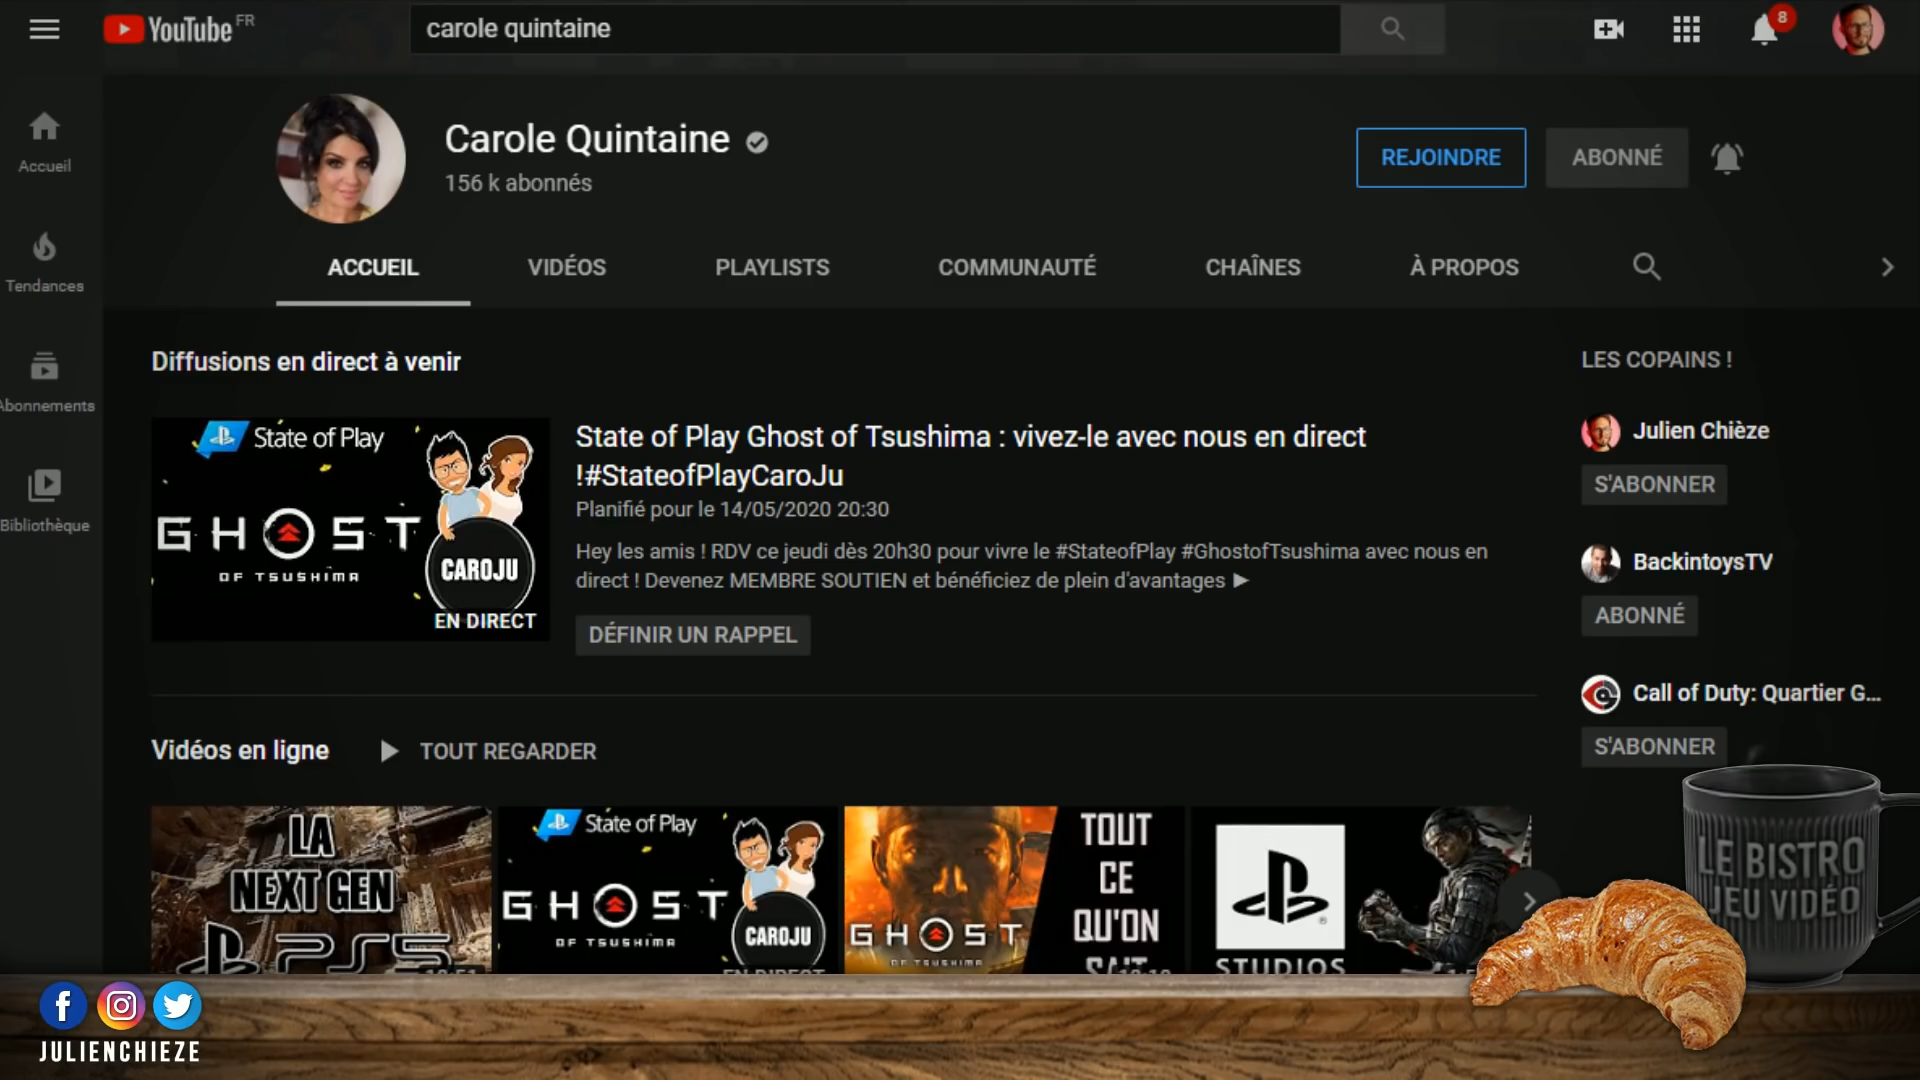 YouTube FR
carole quintaine
8
Accueil
Tendances
Abonnements
Bibliothèque
Carole Quintaine
156 k abonnés
REJOINDRE
ABONNÉ
ACCUEIL
VIDÉOS
PLAYLISTS
COMMUNAUTÉ
CHAÎNES
À PROPOS
Diffusions en direct à venir
State of Play
GHOST
OF TSUSHIMA
CAROJU
EN DIRECT
State of Play Ghost of Tsushima : vivez-le avec nous en direct
!#StateofPlayCaroJu
Planifié pour le 14/05/2020 20:30
Hey les amis ! RDV ce jeudi dès 20h30 pour vivre le #StateofPlay #GhostofTsushima avec nous en
direct ! Devenez MEMBRE SOUTIEN et bénéficiez de plein d'avantages ►
DÉFINIR UN RAPPEL
LES COPAINS !
Julien Chièze
S'ABONNER
BackintoysTV
ABONNÉ
Call of Duty: Quartier G...
S'ABONNER
Vidéos en ligne
TOUT REGARDER
LA
NEXT GEN
PS5
State of Play
GHOST
OF TSUSHIMA
CAROJU
EN DIRECT
GHOST
OF TSUSHIMA
TOUT
CE
QU'ON
SAIT
STUDIOS
LE BISTRO
JEU VIDÉO
JULIENCHIEZE